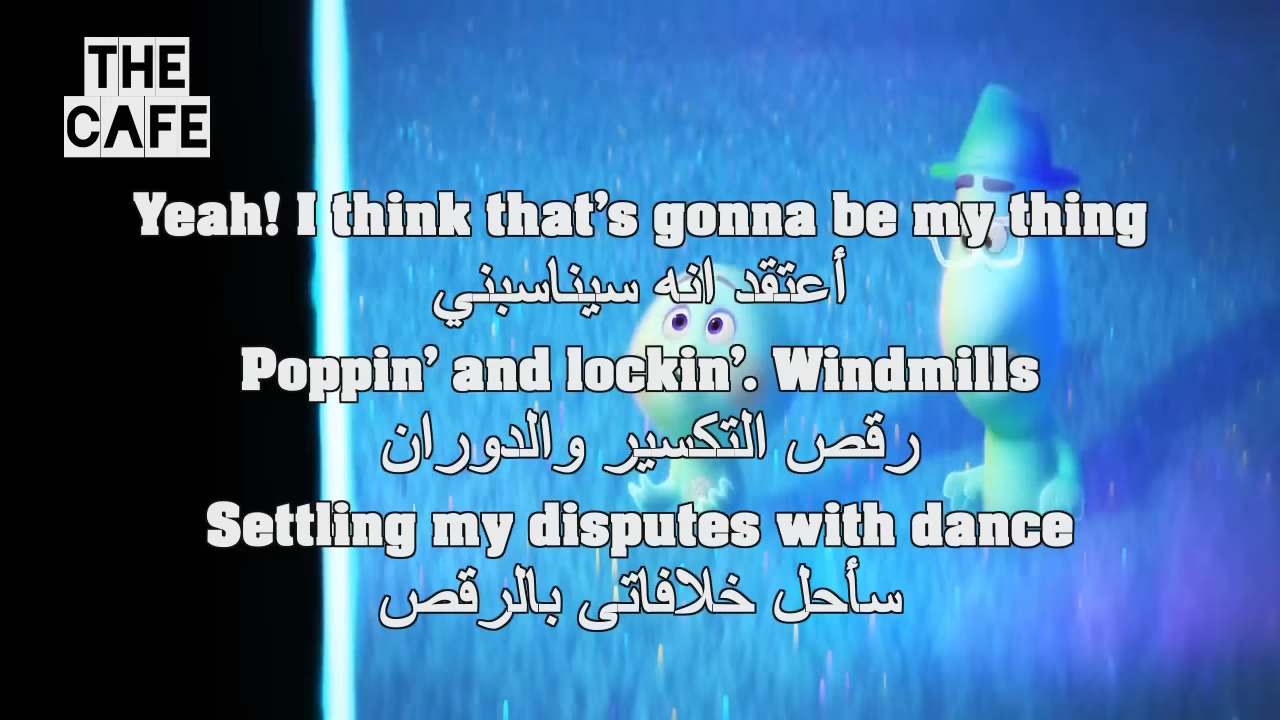 THE
CAFE
Yeah! I think that's gonna be my thing
أعتقد انه سيناسبني
Poppin' and lockin'. Windmills
رقص التكسير والدوران
Settling my disputes with dance
سأحل خلافاتى بالرقص